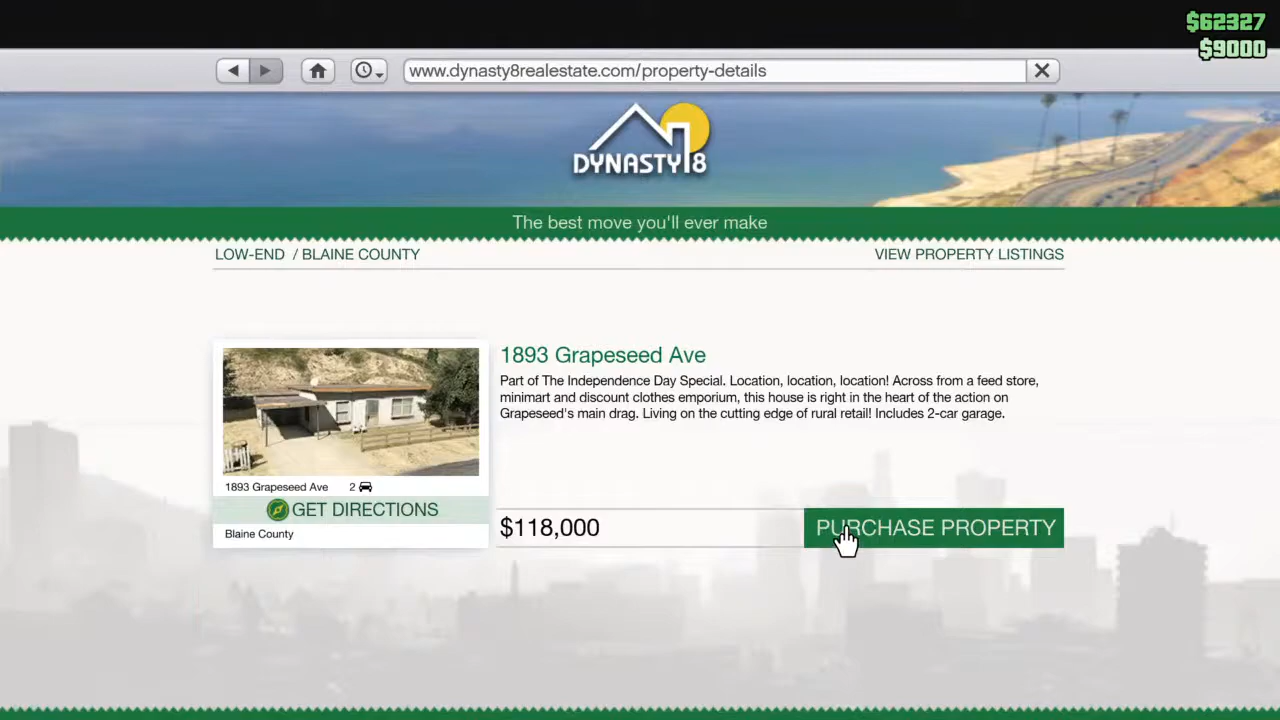 $62327
$9000
www.dynasty8realestate.com/property-details
DYNASTY 8
The best move you'll ever make
LOW-END / BLAINE COUNTY
VIEW PROPERTY LISTINGS
1893 Grapeseed Ave
Part of The Independence Day Special. Location, location, location! Across from a feed store,
minimart and discount clothes emporium, this house is right in the heart of the action on
Grapeseed's main drag. Living on the cutting edge of rural retail! Includes 2-car garage.
1893 Grapeseed Ave 2
GET DIRECTIONS
Blaine County
$118,000
PURCHASE PROPERTY